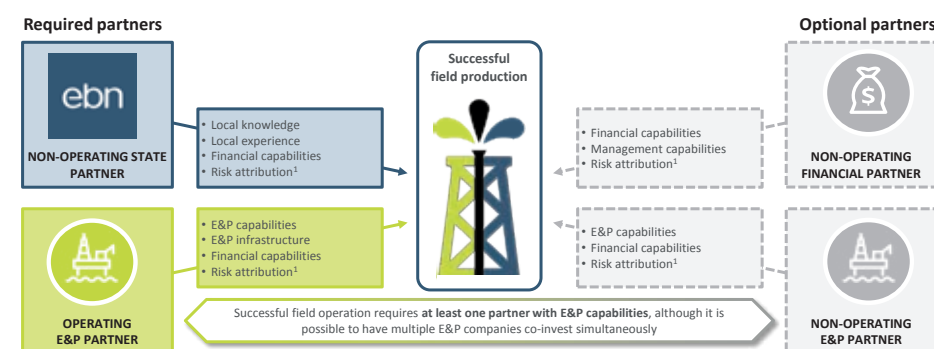 Required partners
Optional partners
ebn
NON-OPERATING STATE
PARTNER
• Local knowledge
• Local experience
• Financial capabilities
• Risk attribution¹
Successful
field production
• Financial capabilities
• Management capabilities
• Risk attribution¹
$
NON-OPERATING
FINANCIAL PARTNER
OPERATING
E&P PARTNER
• E&P capabilities
• E&P infrastructure
• Financial capabilities
• Risk attribution¹
• E&P capabilities
• Financial capabilities
• Risk attribution¹
NON-OPERATING
E&P PARTNER
Successful field operation requires at least one partner with E&P capabilities, although it is
possible to have multiple E&P companies co-invest simultaneously